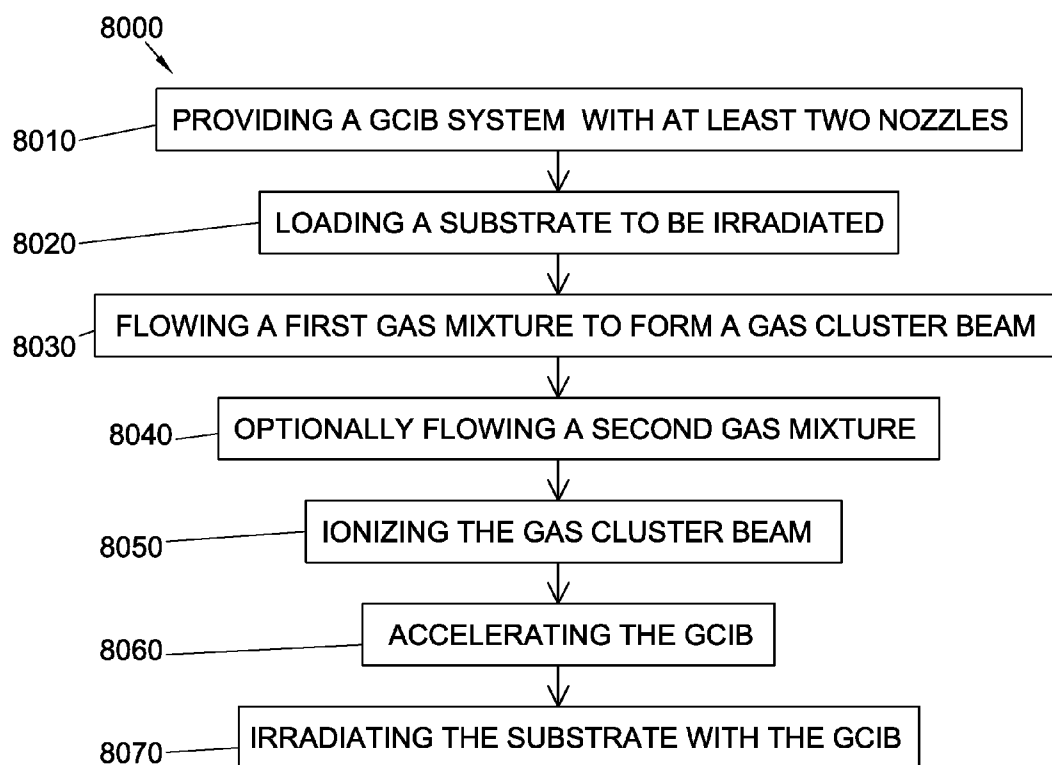 8000
8010 PROVIDING A GCIB SYSTEM WITH AT LEAST TWO NOZZLES
8020 LOADING A SUBSTRATE TO BE IRRADIATED
8030 FLOWING A FIRST GAS MIXTURE TO FORM A GAS CLUSTER BEAM
8040 OPTIONALLY FLOWING A SECOND GAS MIXTURE
8050 IONIZING THE GAS CLUSTER BEAM
8060 ACCELERATING THE GCIB
8070 IRRADIATING THE SUBSTRATE WITH THE GCIB